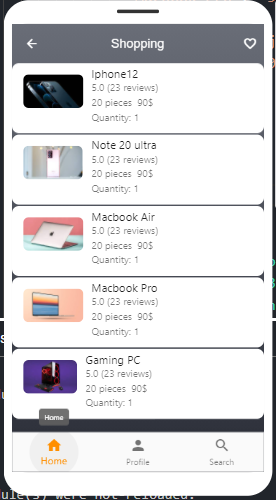 Shopping
Iphone12
5.0 (23 reviews)
20 pieces 90$
Quantity: 1
Note 20 ultra
5.0 (23 reviews)
20 pieces 90$
Quantity: 1
Macbook Air
5.0 (23 reviews)
20 pieces 90$
Quantity: 1
Macbook Pro
5.0 (23 reviews)
20 pieces 90$
Quantity: 1
Gaming PC
5.0 (23 reviews)
20 pieces 90$
Quantity: 1
Home
Home Profile Search
ule(s) were not reloaded.